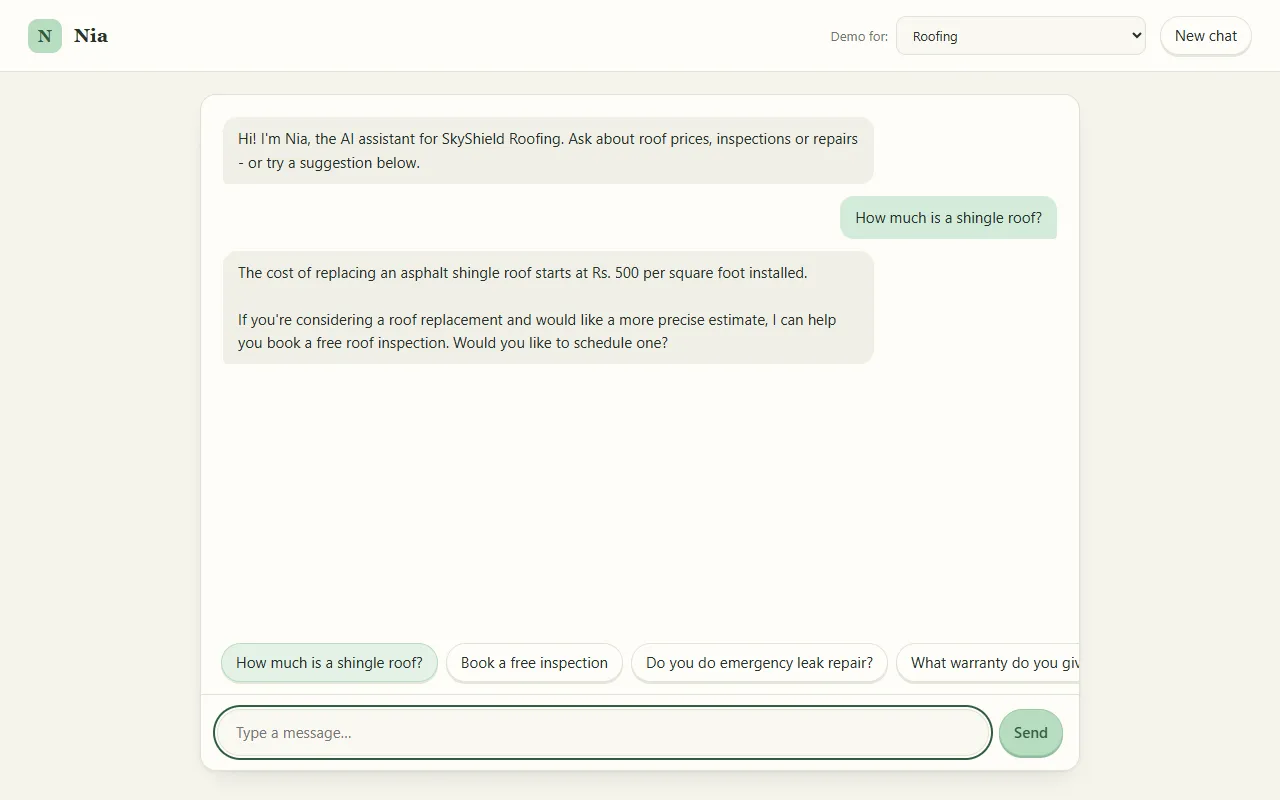 N Nia
Demo for: Roofing New chat
Hi! I'm Nia, the AI assistant for SkyShield Roofing. Ask about roof prices, inspections or repairs
- or try a suggestion below.
How much is a shingle roof?
The cost of replacing an asphalt shingle roof starts at Rs. 500 per square foot installed.
If you're considering a roof replacement and would like a more precise estimate, I can help
you book a free roof inspection. Would you like to schedule one?
How much is a shingle roof? Book a free inspection Do you do emergency leak repair? What warranty do you
Type a message... Send